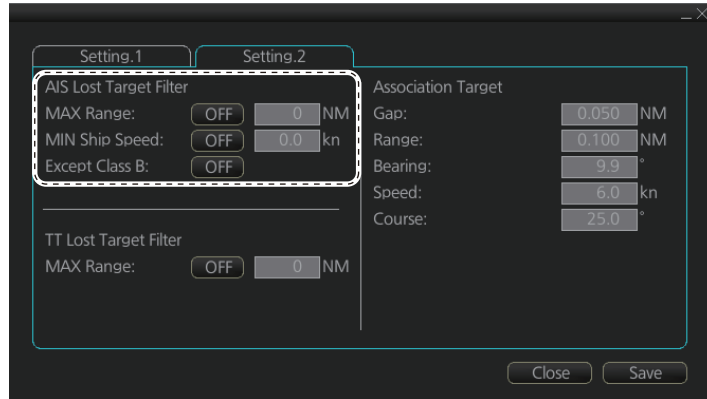 Setting.1
Setting.2
AIS Lost Target Filter
MAX Range: OFF 0 NM
MIN Ship Speed: OFF 0.0 kn
Except Class B: OFF
TT Lost Target Filter
MAX Range: OFF 0 NM
Association Target
Gap: 0.050 NM
Range: 0.100 NM
Bearing: 9.9 °
Speed: 6.0 kn
Course: 25.0 °
Close
Save